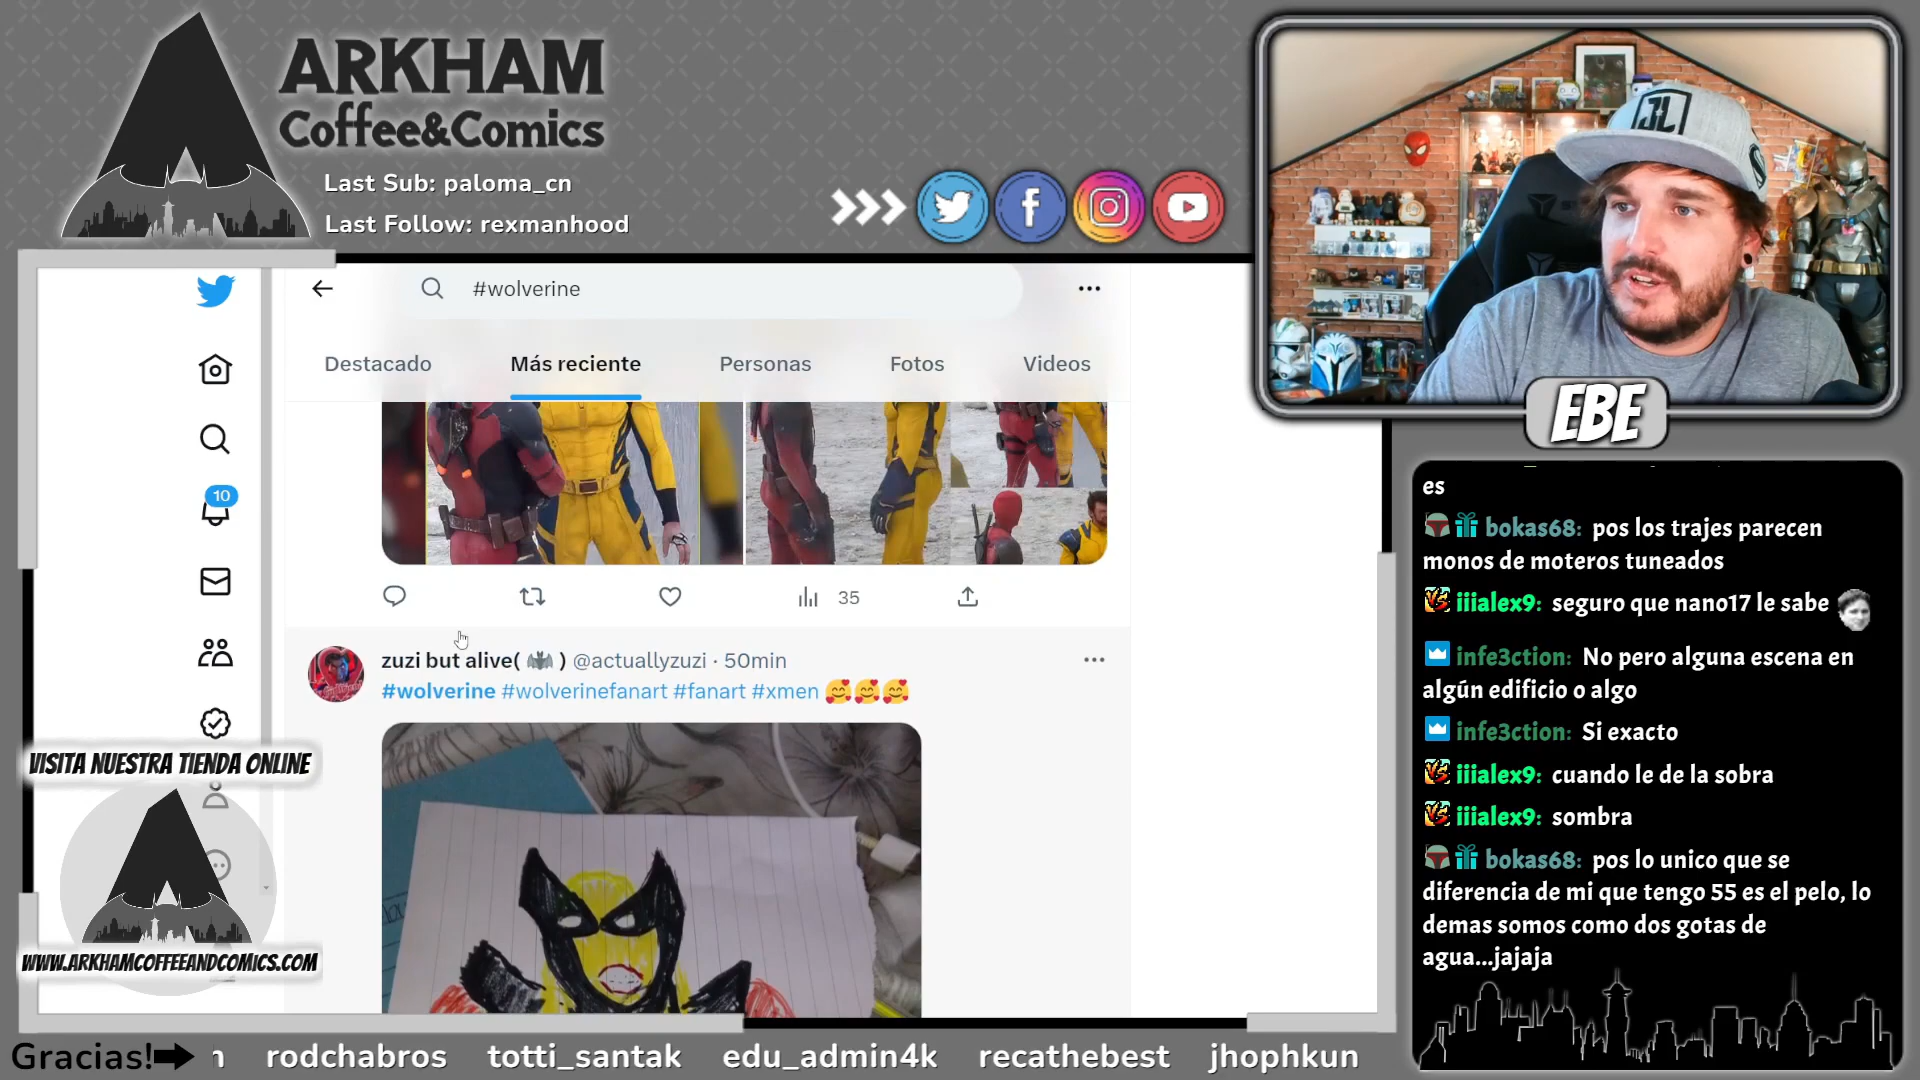 ARKHAM
Coffee&Comics
Last Sub: paloma_cn
Last Follow: rexmanhood
#wolverine
Destacado
Más reciente
Personas
Fotos
Videos
10
35
zuzi but alive( ) @actuallyzuzi · 50min
#wolverine #wolverinefanart #fanart #xmen
VISITA NUESTRA TIENDA ONLINE
WWW.ARKHAMCOFFEEANDCOMICS.COM
EBE
es
bokas68: pos los trajes parecen
monos de moteros tuneados
iiialex9: seguro que nano17 le sabe
infe3ction: No pero alguna escena en
algún edificio o algo
infe3ction: Si exacto
iiialex9: cuando le de la sobra
iiialex9: sombra
bokas68: pos lo unico que se
diferencia de mi que tengo 55 es el pelo, lo
demas somos como dos gotas de
agua...jajaja
Gracias! rodchabros totti_santak edu_admin4k recathebest jhophkun